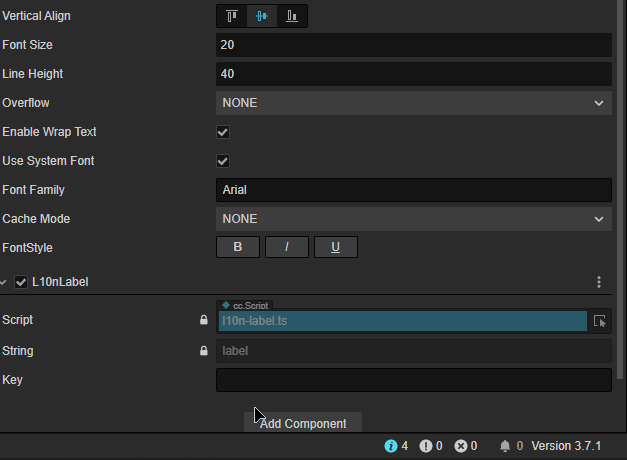 Vertical Align
Font Size 20
Line Height 40
Overflow NONE
Enable Wrap Text
Use System Font
Font Family Arial
Cache Mode NONE
FontStyle B I U
L10nLabel
cc.Script
Script l10n-label.ts
String label
Key
Add Component
4 0 0 0 Version 3.7.1